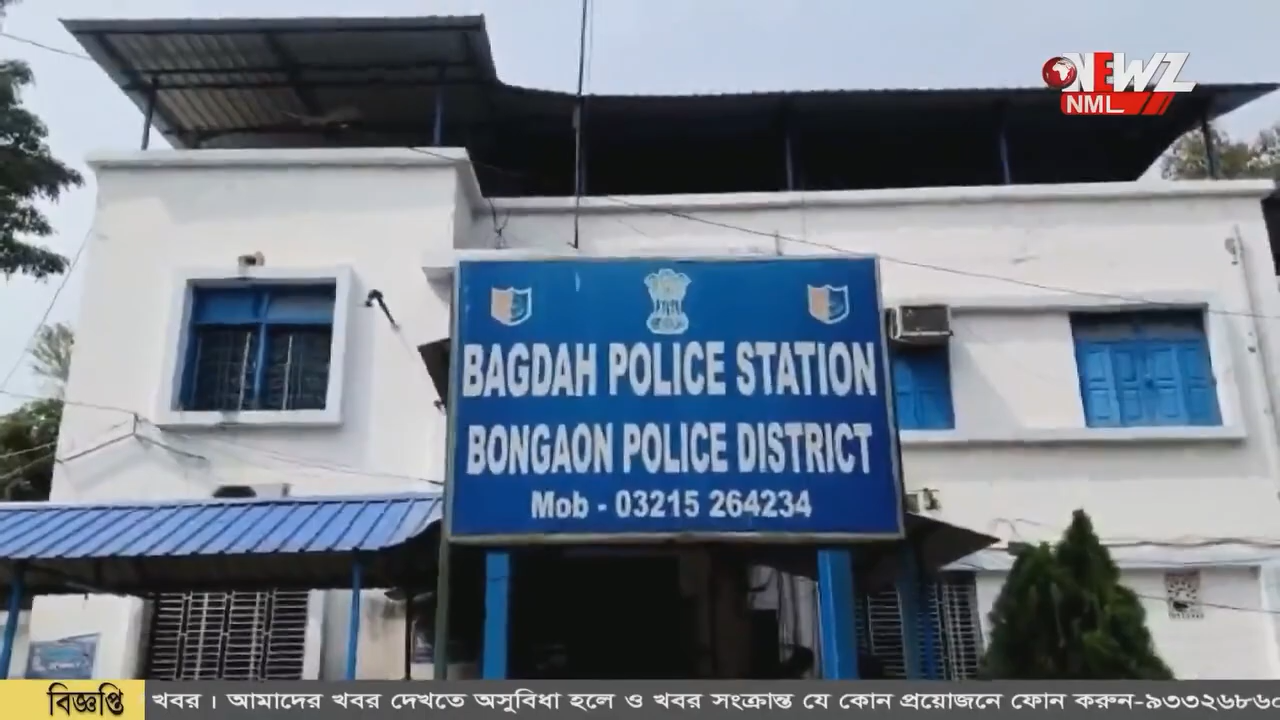 NEWZ
NML
BAGDAH POLICE STATION
BONGAON POLICE DISTRICT
Mob - 03215 264234
বিজ্ঞপ্তি
খবর । আমাদের খবর দেখতে অসুবিধা হলে ও খবর সংক্রান্ত যে কোন প্রয়োজনে ফোন করুন-৯৩৩২৬৮৬